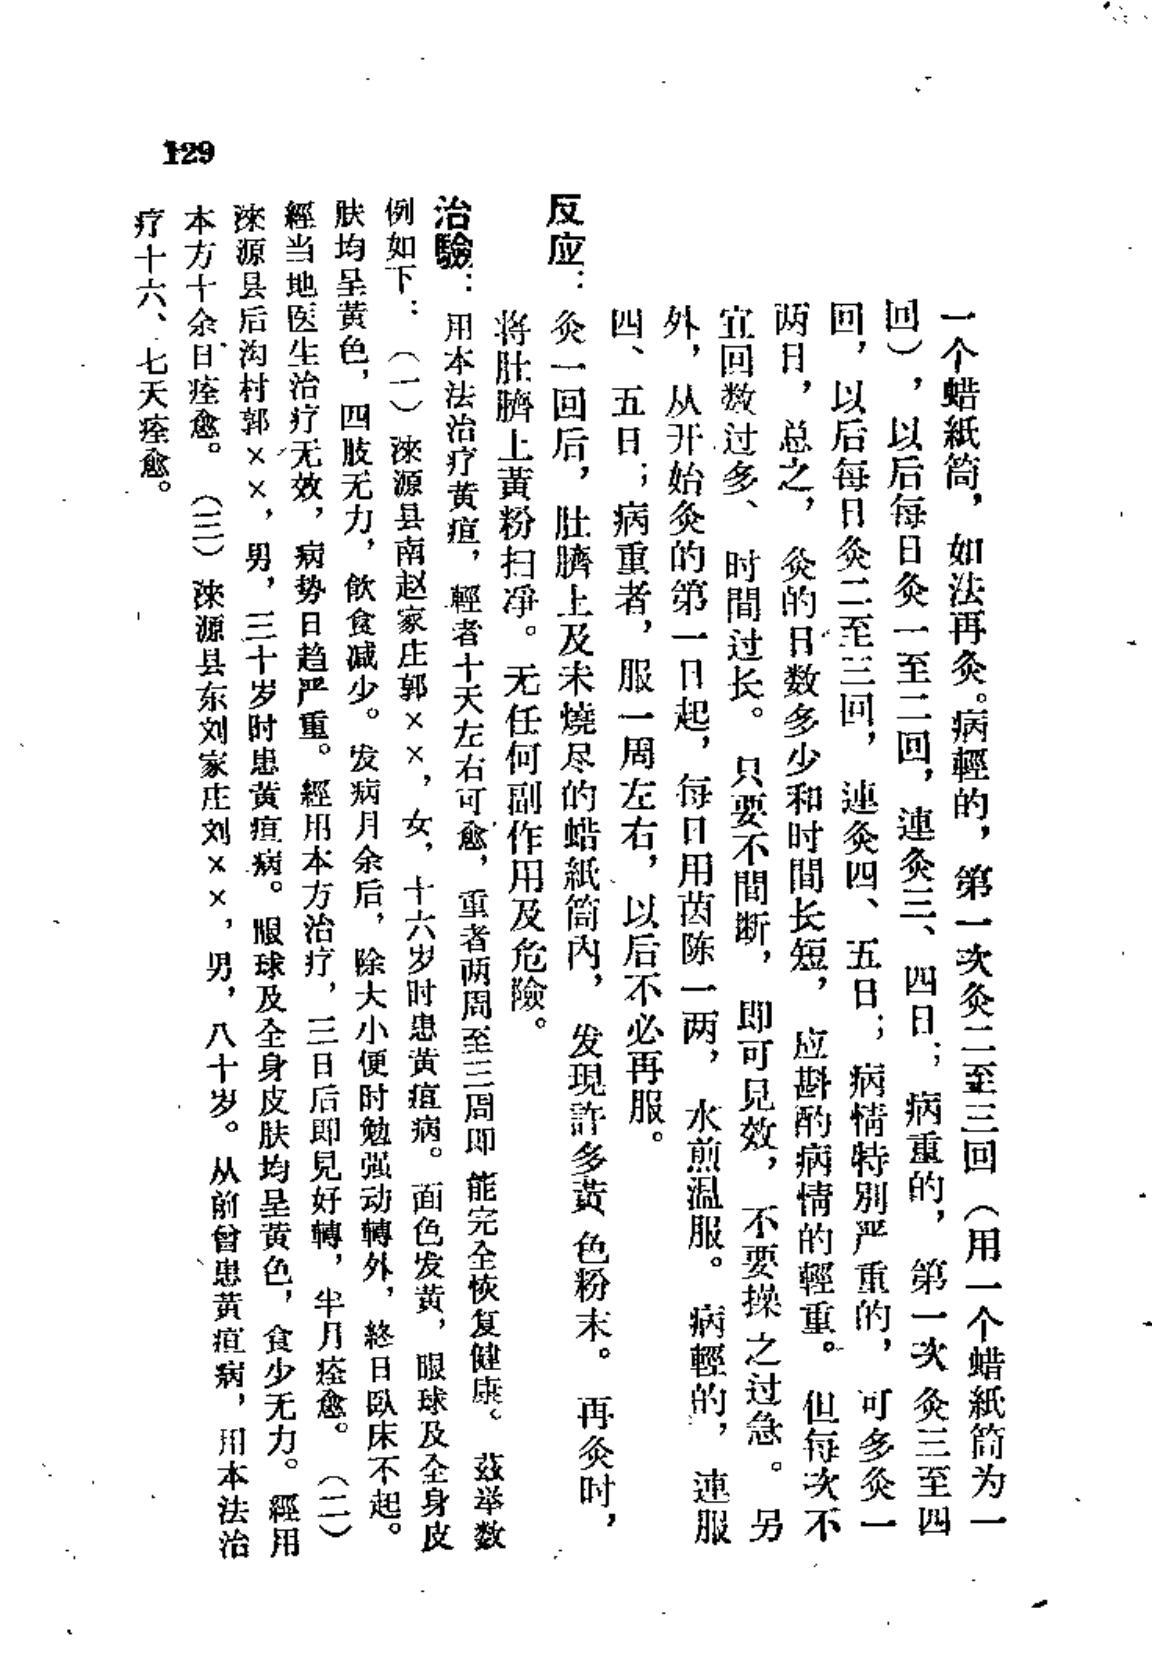 一个蜡紙筒，如法再灸。病輕的，第一次灸二至三回（用一个蜡紙筒为一
回），以后每日灸一至二回，連灸三、四日；病重的，第一次灸三至四
回，以后每日灸二至三回，連灸四、五日；病情特別严重的，可多灸一
两日，总之，灸的日数多少和时間长短，应斟酌病情的輕重。但每次不
宜回数过多、时間过长。只要不間断，即可見效，不要操之过急。另
外，从开始灸的第一日起，每日用茵陈一两，水煎温服。病輕的，連服
四、五日；病重者，服一周左右，以后不必再服。
反应：灸一回后，肚臍上及未燒尽的蜡紙筒內，发現許多黃色粉末。再灸时，
将肚臍上黃粉扫净。无任何副作用及危險。
治驗：用本法治疗黄疸，輕者十天左右可愈，重者两周至三周即能完全恢复健康。茲举数
例如下：（一）淶源县南赵家庄郭××，女，十六岁时患黄疸病。面色发黄，眼球及全身皮
肤均呈黄色，四肢无力，飲食减少。发病月余后，除大小便时勉强动轉外，終日臥床不起。
經当地医生治疗无效，病势日趋严重。經用本方治疗，三日后即見好轉，半月痊愈。（二）
淶源县后沟村郭××，男，三十岁时患黄疸病。眼球及全身皮肤均呈黄色，食少无力。經用
本方十余日痊愈。（三）淶源县东刘家庄刘××，男，八十岁。从前曾患黄疸病，用本法治
疗十六、七天痊愈。
129